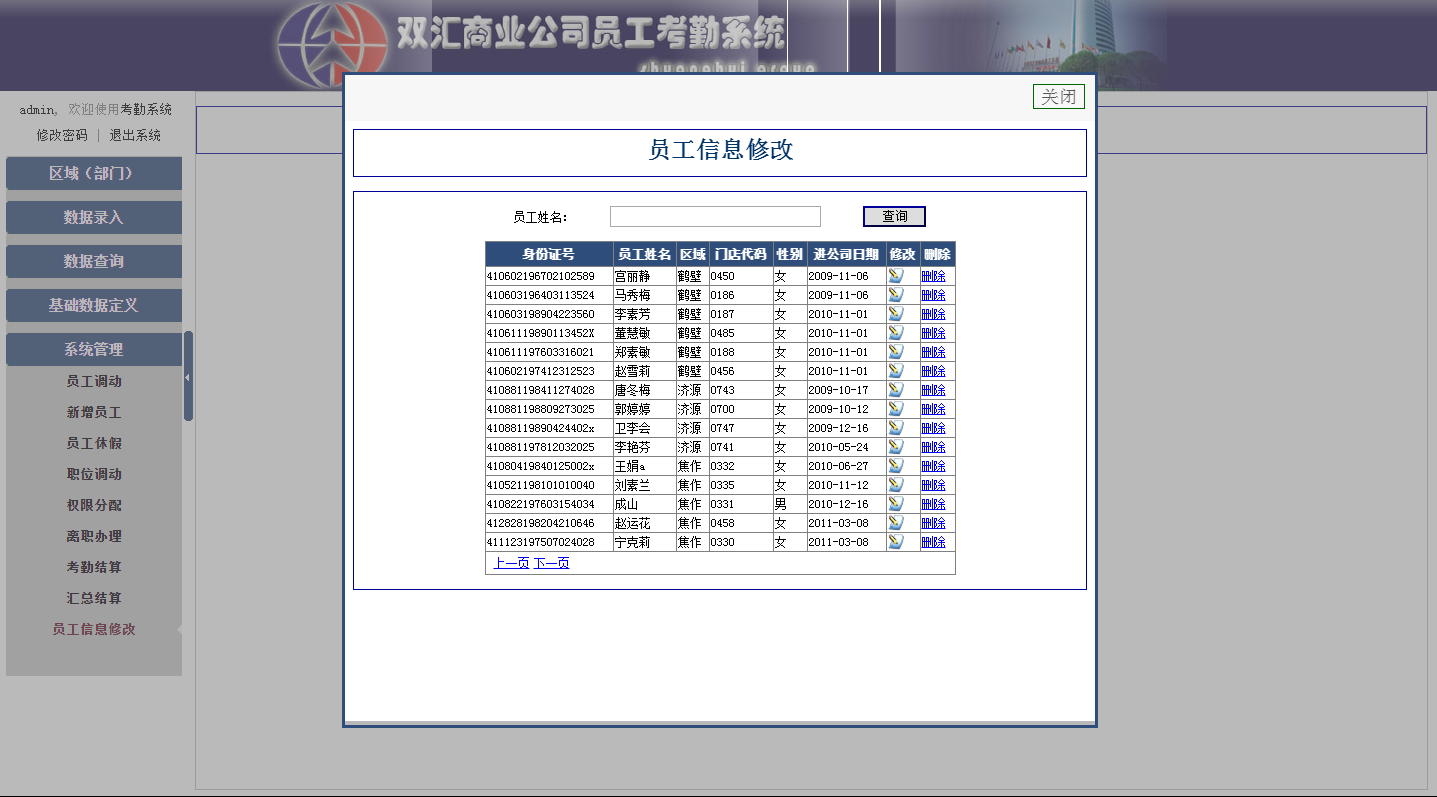 双汇商业公司员工考勤系统
admin, 欢迎使用考勤系统
修改密码 | 退出系统
区域（部门）
数据录入
数据查询
基础数据定义
系统管理
员工调动
新增员工
员工休假
职位调动
权限分配
离职办理
考勤结算
汇总结算
员工信息修改
关闭
员工信息修改
员工姓名： 查询
身份证号 员工姓名 区域 门店代码 性别 进公司日期 修改 删除
410602196702102589 宫丽静 鹤壁 0450 女 2009-11-06 删除
410603196403113524 马秀梅 鹤壁 0186 女 2009-11-06 删除
410603198904223560 李素芳 鹤壁 0187 女 2010-11-01 删除
41061119890113452X 董慧敏 鹤壁 0485 女 2010-11-01 删除
410611197603316021 郑素敏 鹤壁 0188 女 2010-11-01 删除
410602197412312523 赵雪莉 鹤壁 0456 女 2010-11-01 删除
410881198411274028 唐冬梅 济源 0743 女 2009-10-17 删除
410881198809273025 郭婷婷 济源 0700 女 2009-10-12 删除
41088119890424402x 卫李会 济源 0747 女 2009-12-16 删除
410881197812032025 李艳芬 济源 0741 女 2010-05-24 删除
41080419840125002x 王娟a 焦作 0332 女 2010-06-27 删除
410521198101010040 刘素兰 焦作 0335 女 2010-11-12 删除
410822197603154034 成山 焦作 0331 男 2010-12-16 删除
412828198204210646 赵运花 焦作 0458 女 2011-03-08 删除
411123197507024028 宁克莉 焦作 0330 女 2011-03-08 删除
上一页 下一页